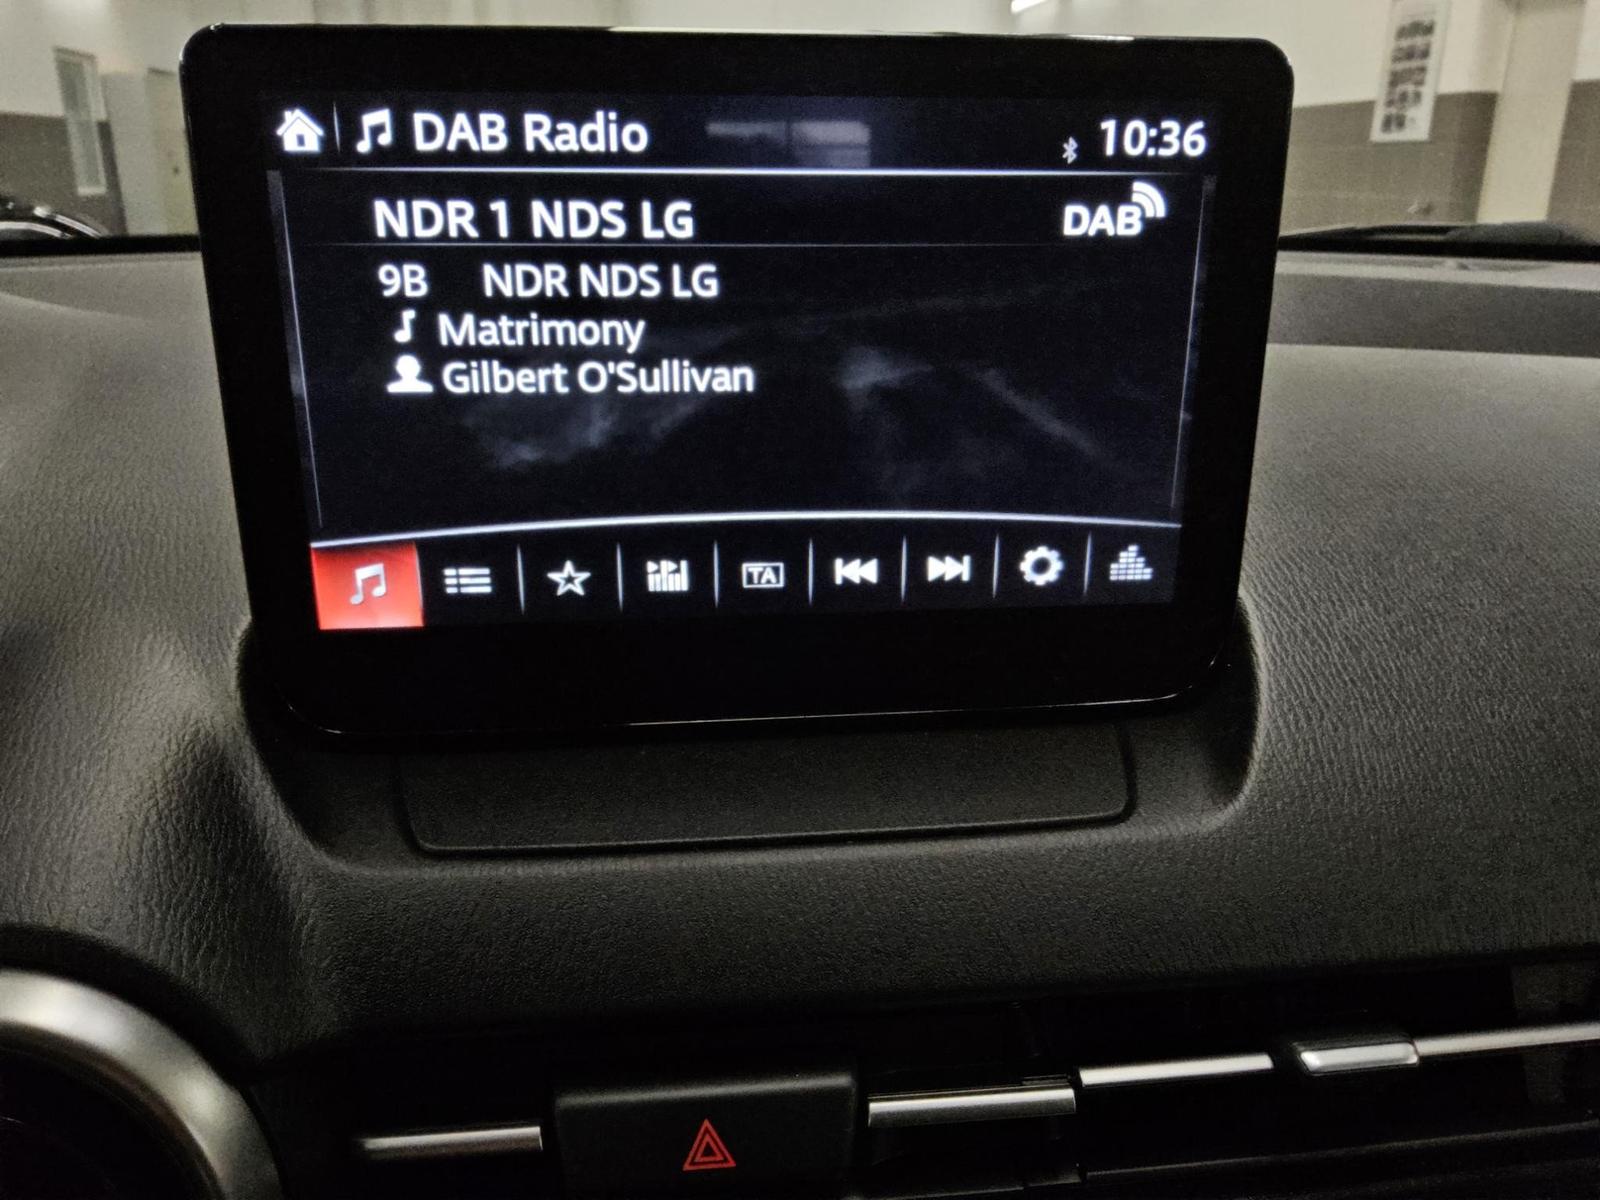 DAB Radio 10:36
NDR 1 NDS LG DAB
9B NDR NDS LG
Matrimony
Gilbert O'Sullivan
TA